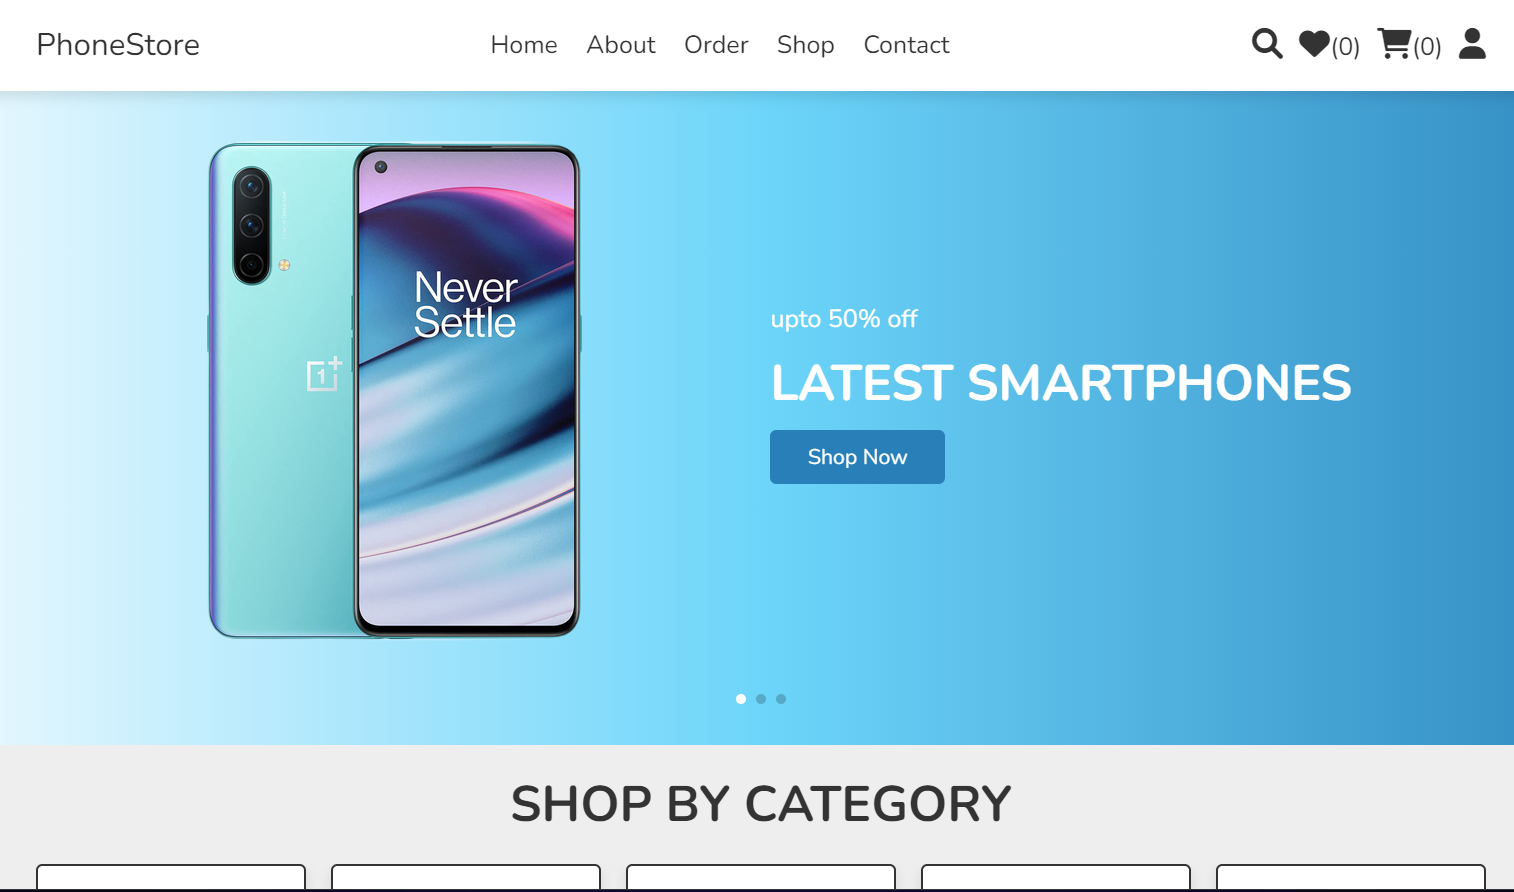 PhoneStore
Home About Order Shop Contact
(0) (0)
Never
Settle
1+
upto 50% off
LATEST SMARTPHONES
Shop Now
SHOP BY CATEGORY